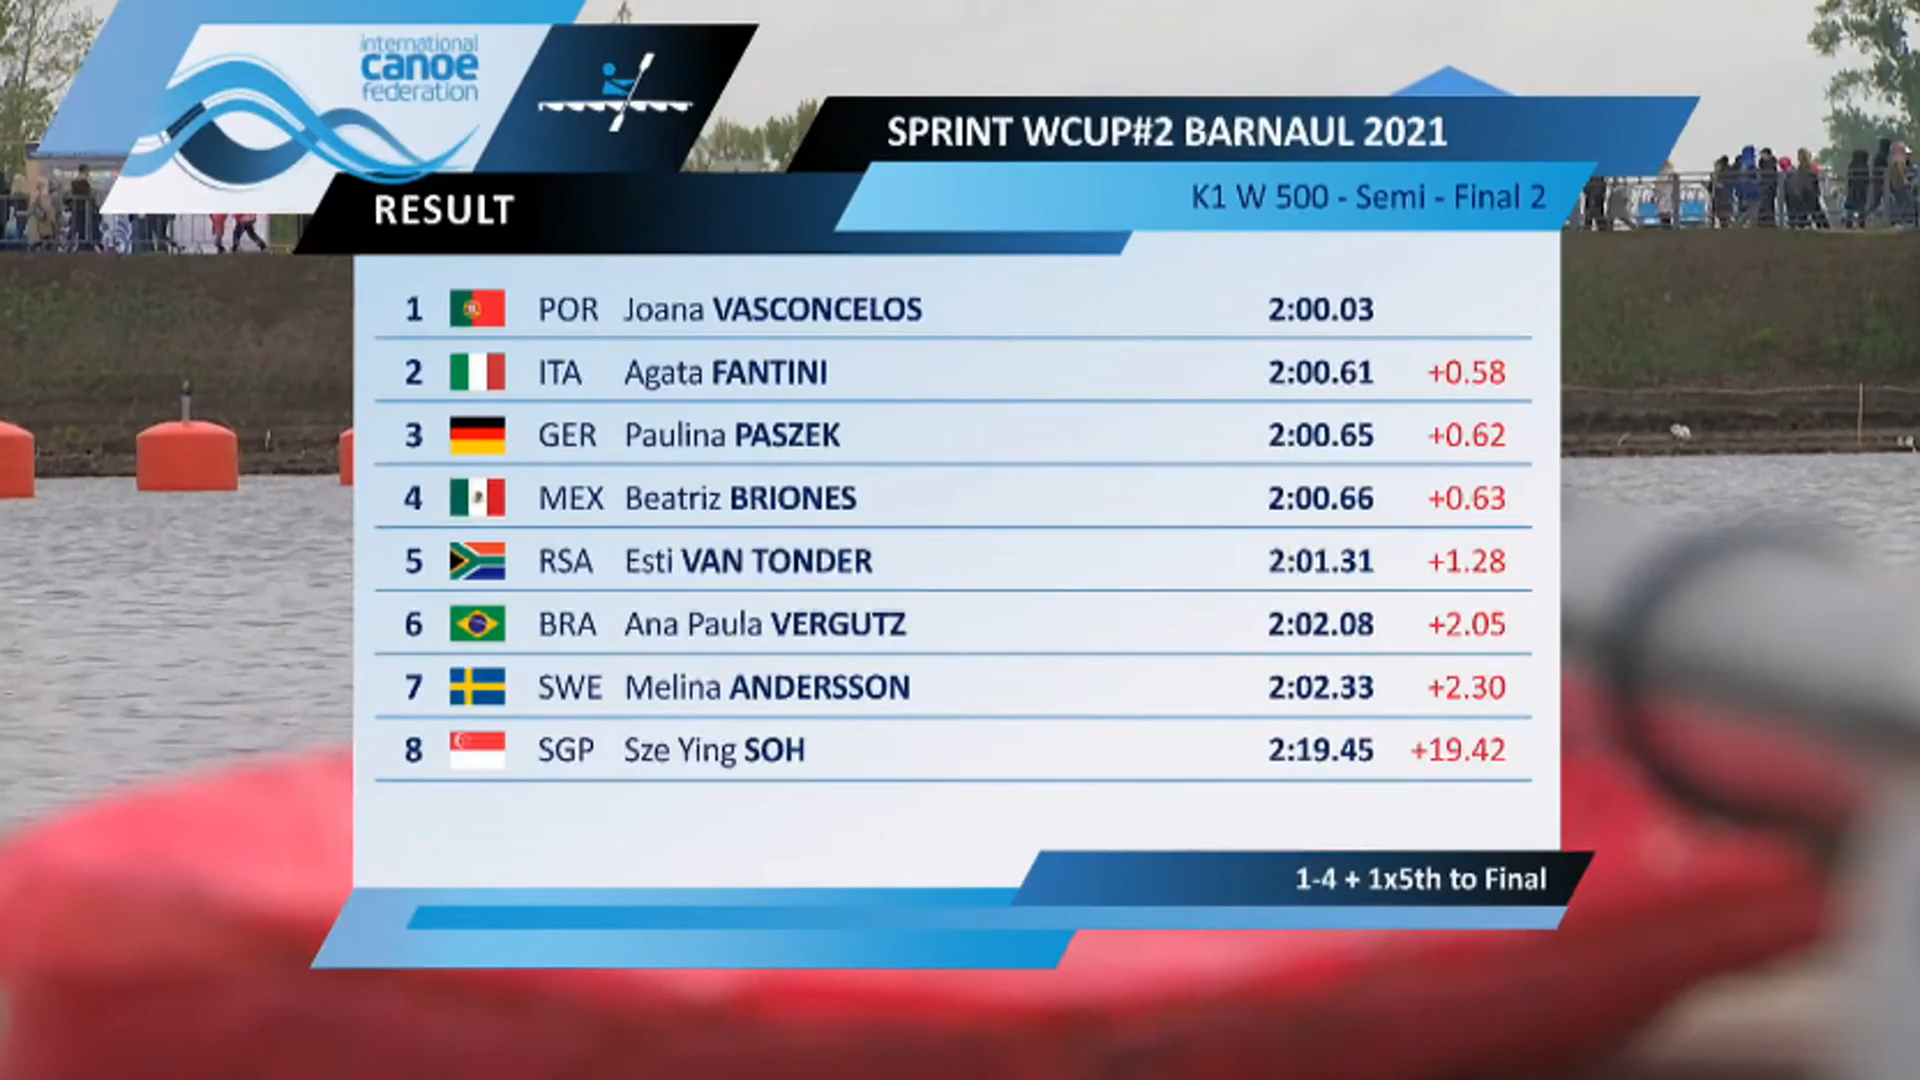 international
canoe
federation
SPRINT WCUP#2 BARNAUL 2021
K1 W 500 - Semi - Final 2
RESULT
1 POR Joana VASCONCELOS 2:00.03
2 ITA Agata FANTINI 2:00.61 +0.58
3 GER Paulina PASZEK 2:00.65 +0.62
4 MEX Beatriz BRIONES 2:00.66 +0.63
5 RSA Esti VAN TONDER 2:01.31 +1.28
6 BRA Ana Paula VERGUTZ 2:02.08 +2.05
7 SWE Melina ANDERSSON 2:02.33 +2.30
8 SGP Sze Ying SOH 2:19.45 +19.42
1-4 + 1x5th to Final